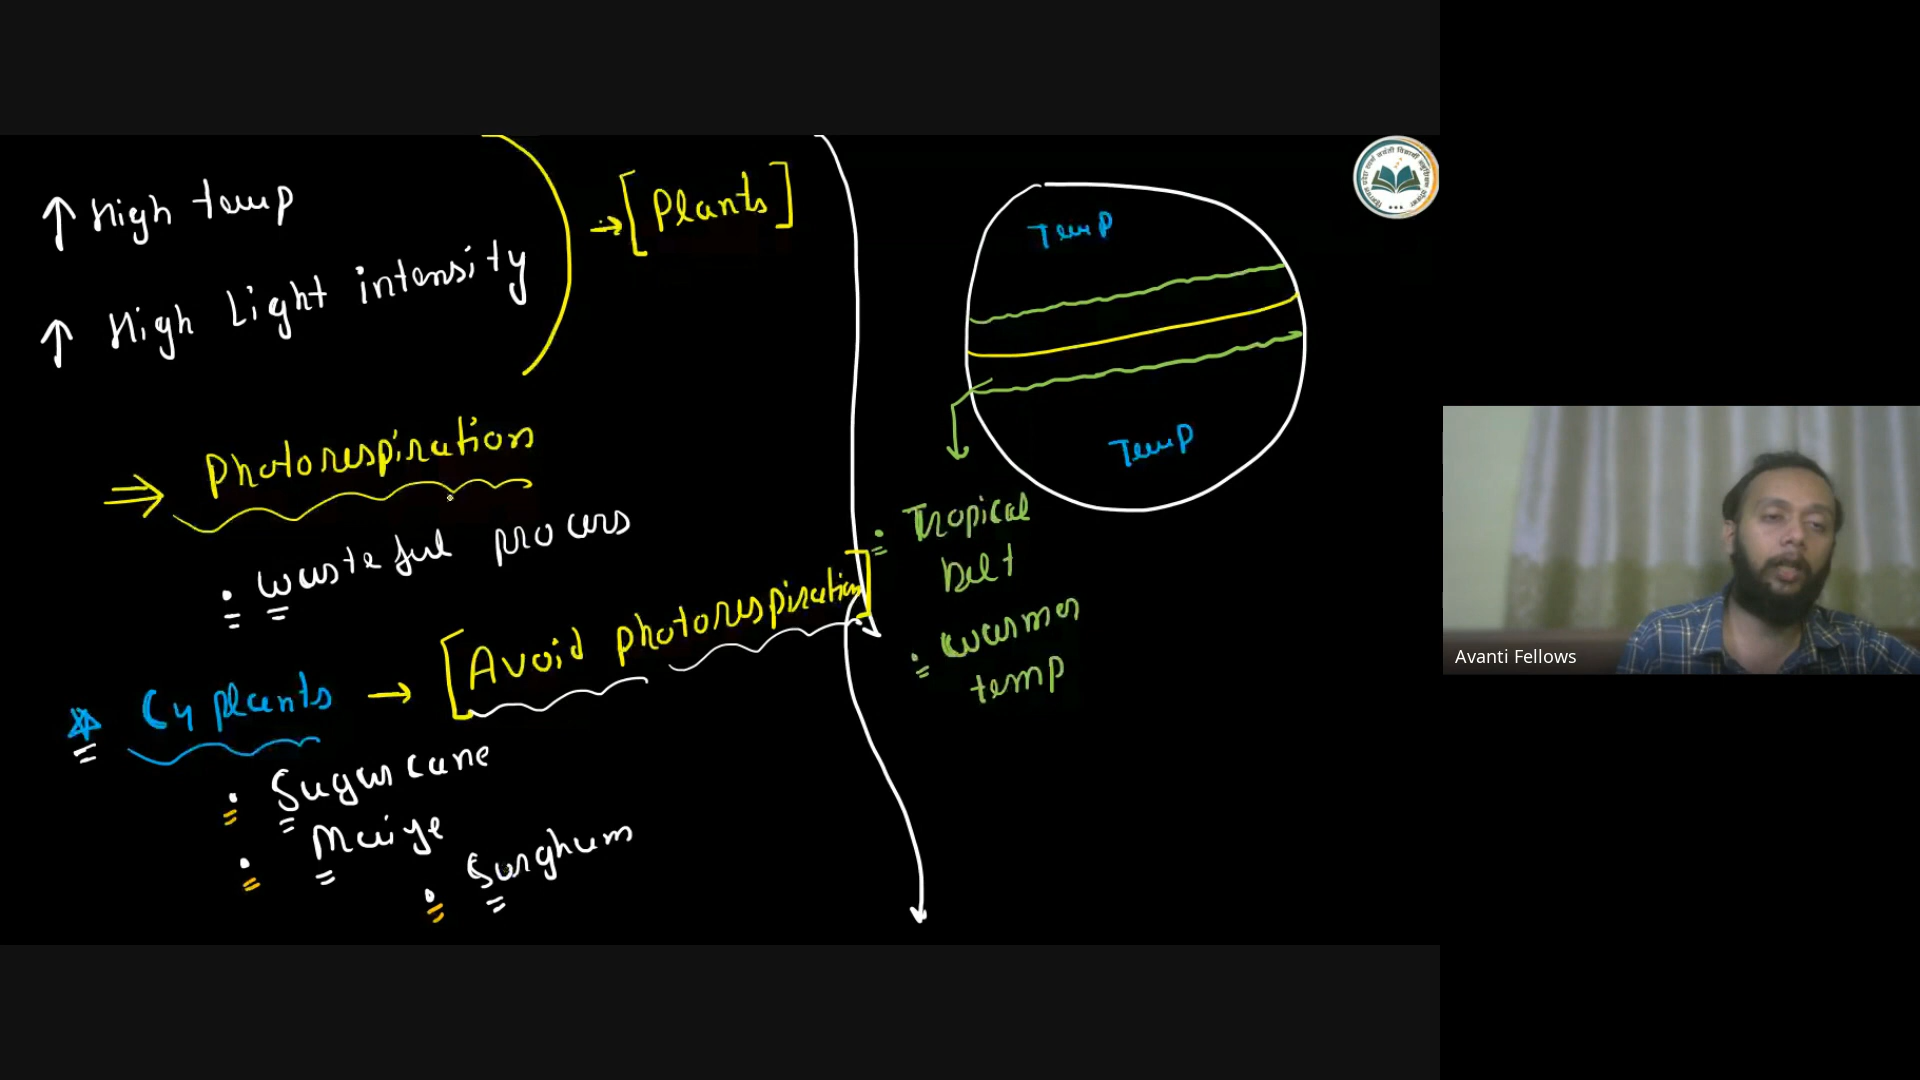 ↑ High temp
↑ High Light intensity
→ [Plants]
⇒ Photorespiration
• Wasteful process
* C4 plants → [Avoid photorespiration]
• Sugarcane
• Maize
• Sorghum
Temp
Temp
• Tropical
belt
• warmer
temp
Avanti Fellows